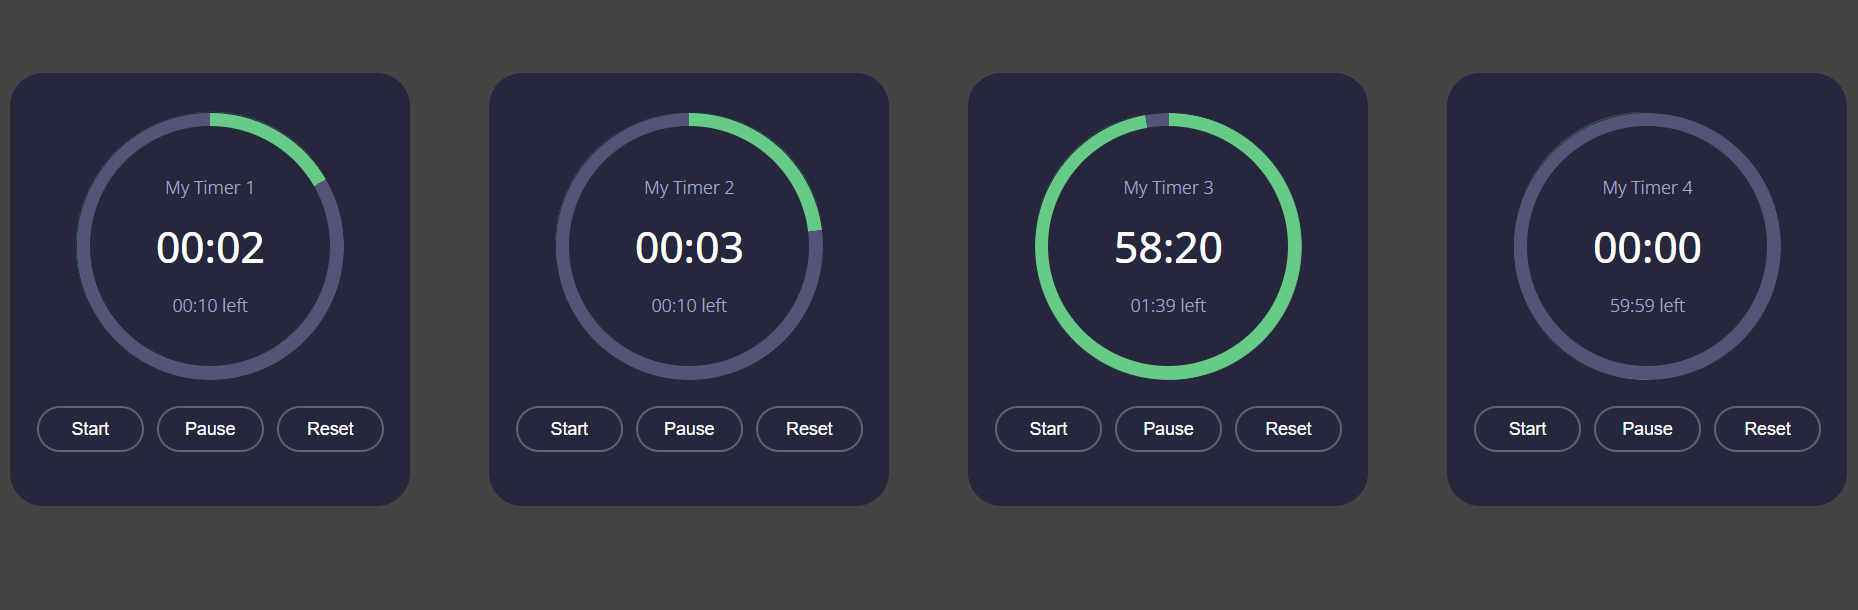 My Timer 1
00:02
00:10 left
Start Pause Reset
My Timer 2
00:03
00:10 left
Start Pause Reset
My Timer 3
58:20
01:39 left
Start Pause Reset
My Timer 4
00:00
59:59 left
Start Pause Reset